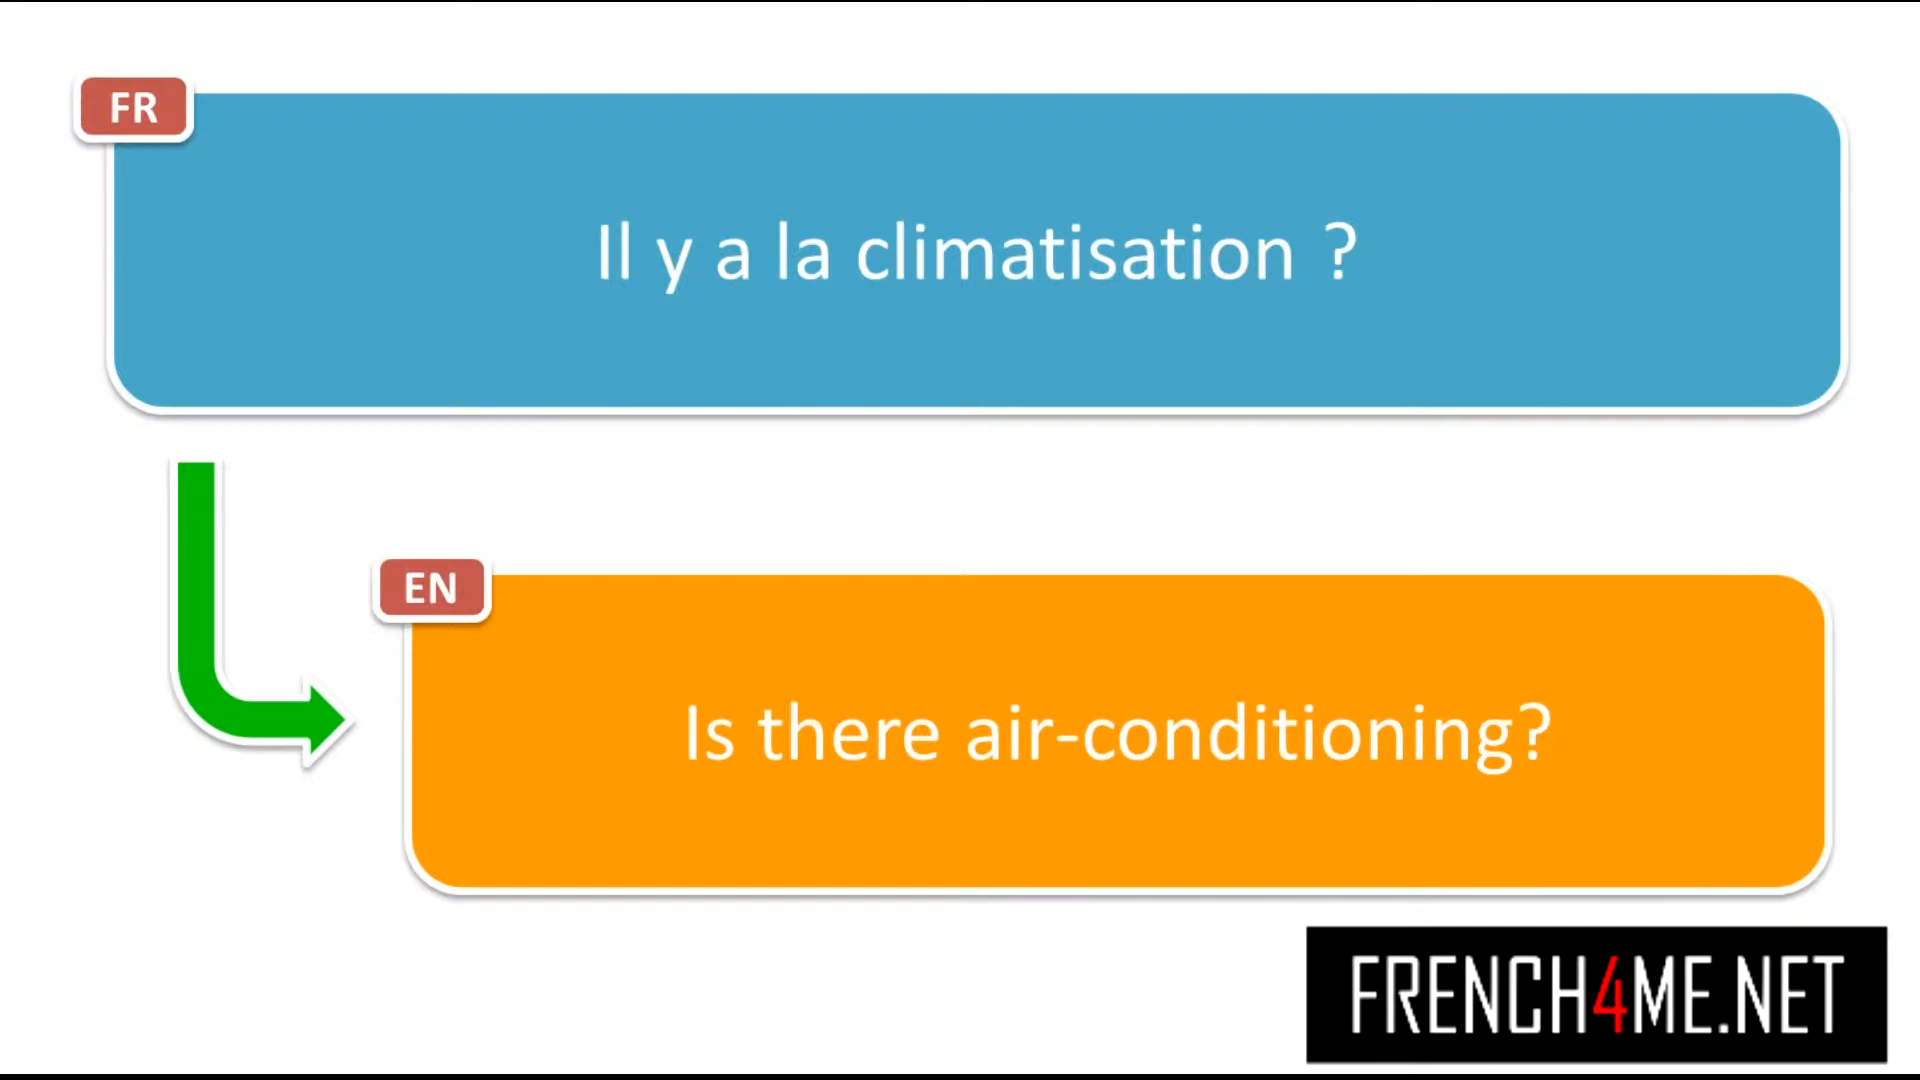 FR
Il y a la climatisation ?
EN
Is there air-conditioning?
FRENCH4ME.NET